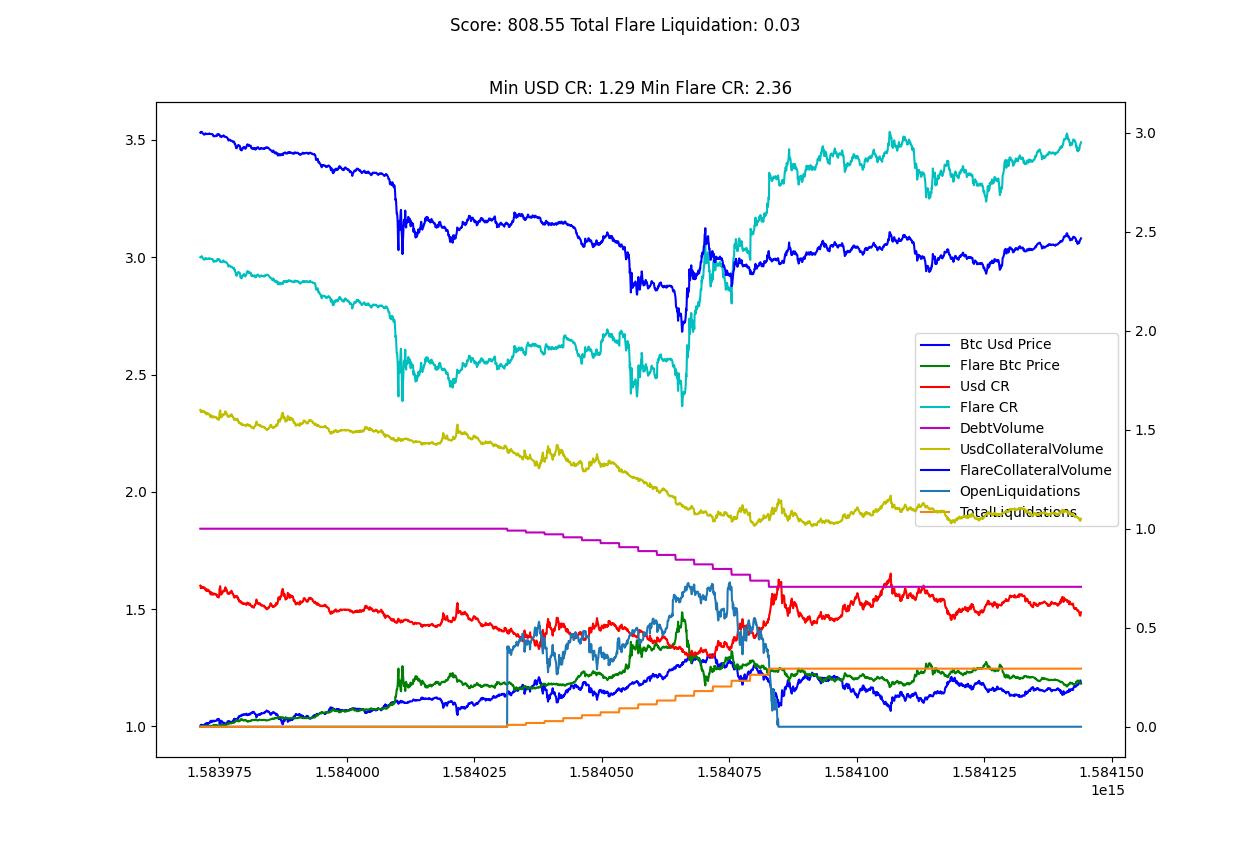 Score: 808.55 Total Flare Liquidation: 0.03
Min USD CR: 1.29 Min Flare CR: 2.36
3.5
3.0
2.5
2.0
1.5
1.0
3.0
2.5
2.0
1.5
1.0
0.5
0.0
Btc Usd Price
Flare Btc Price
Usd CR
Flare CR
DebtVolume
UsdCollateralVolume
FlareCollateralVolume
OpenLiquidations
TotalLiquidations
1.583975 1.584000 1.584025 1.584050 1.584075 1.584100 1.584125 1.584150
1e15